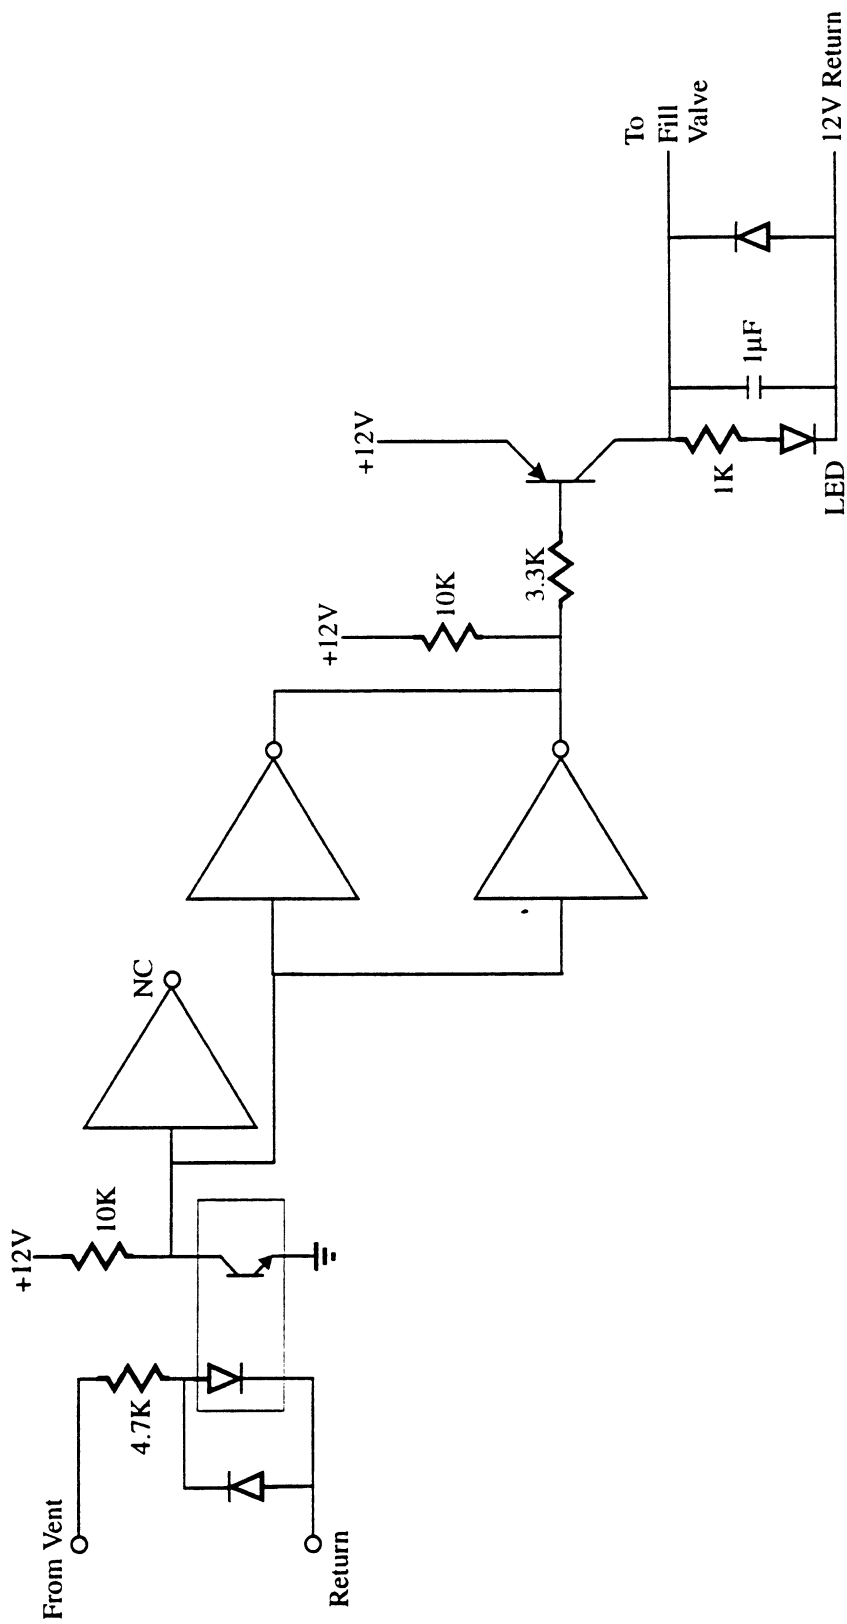 From Vent
Return
4.7K
+12V
10K
NC
+12V
10K
3.3K
+12V
1K
LED
1µF
To
Fill
Valve
12V Return